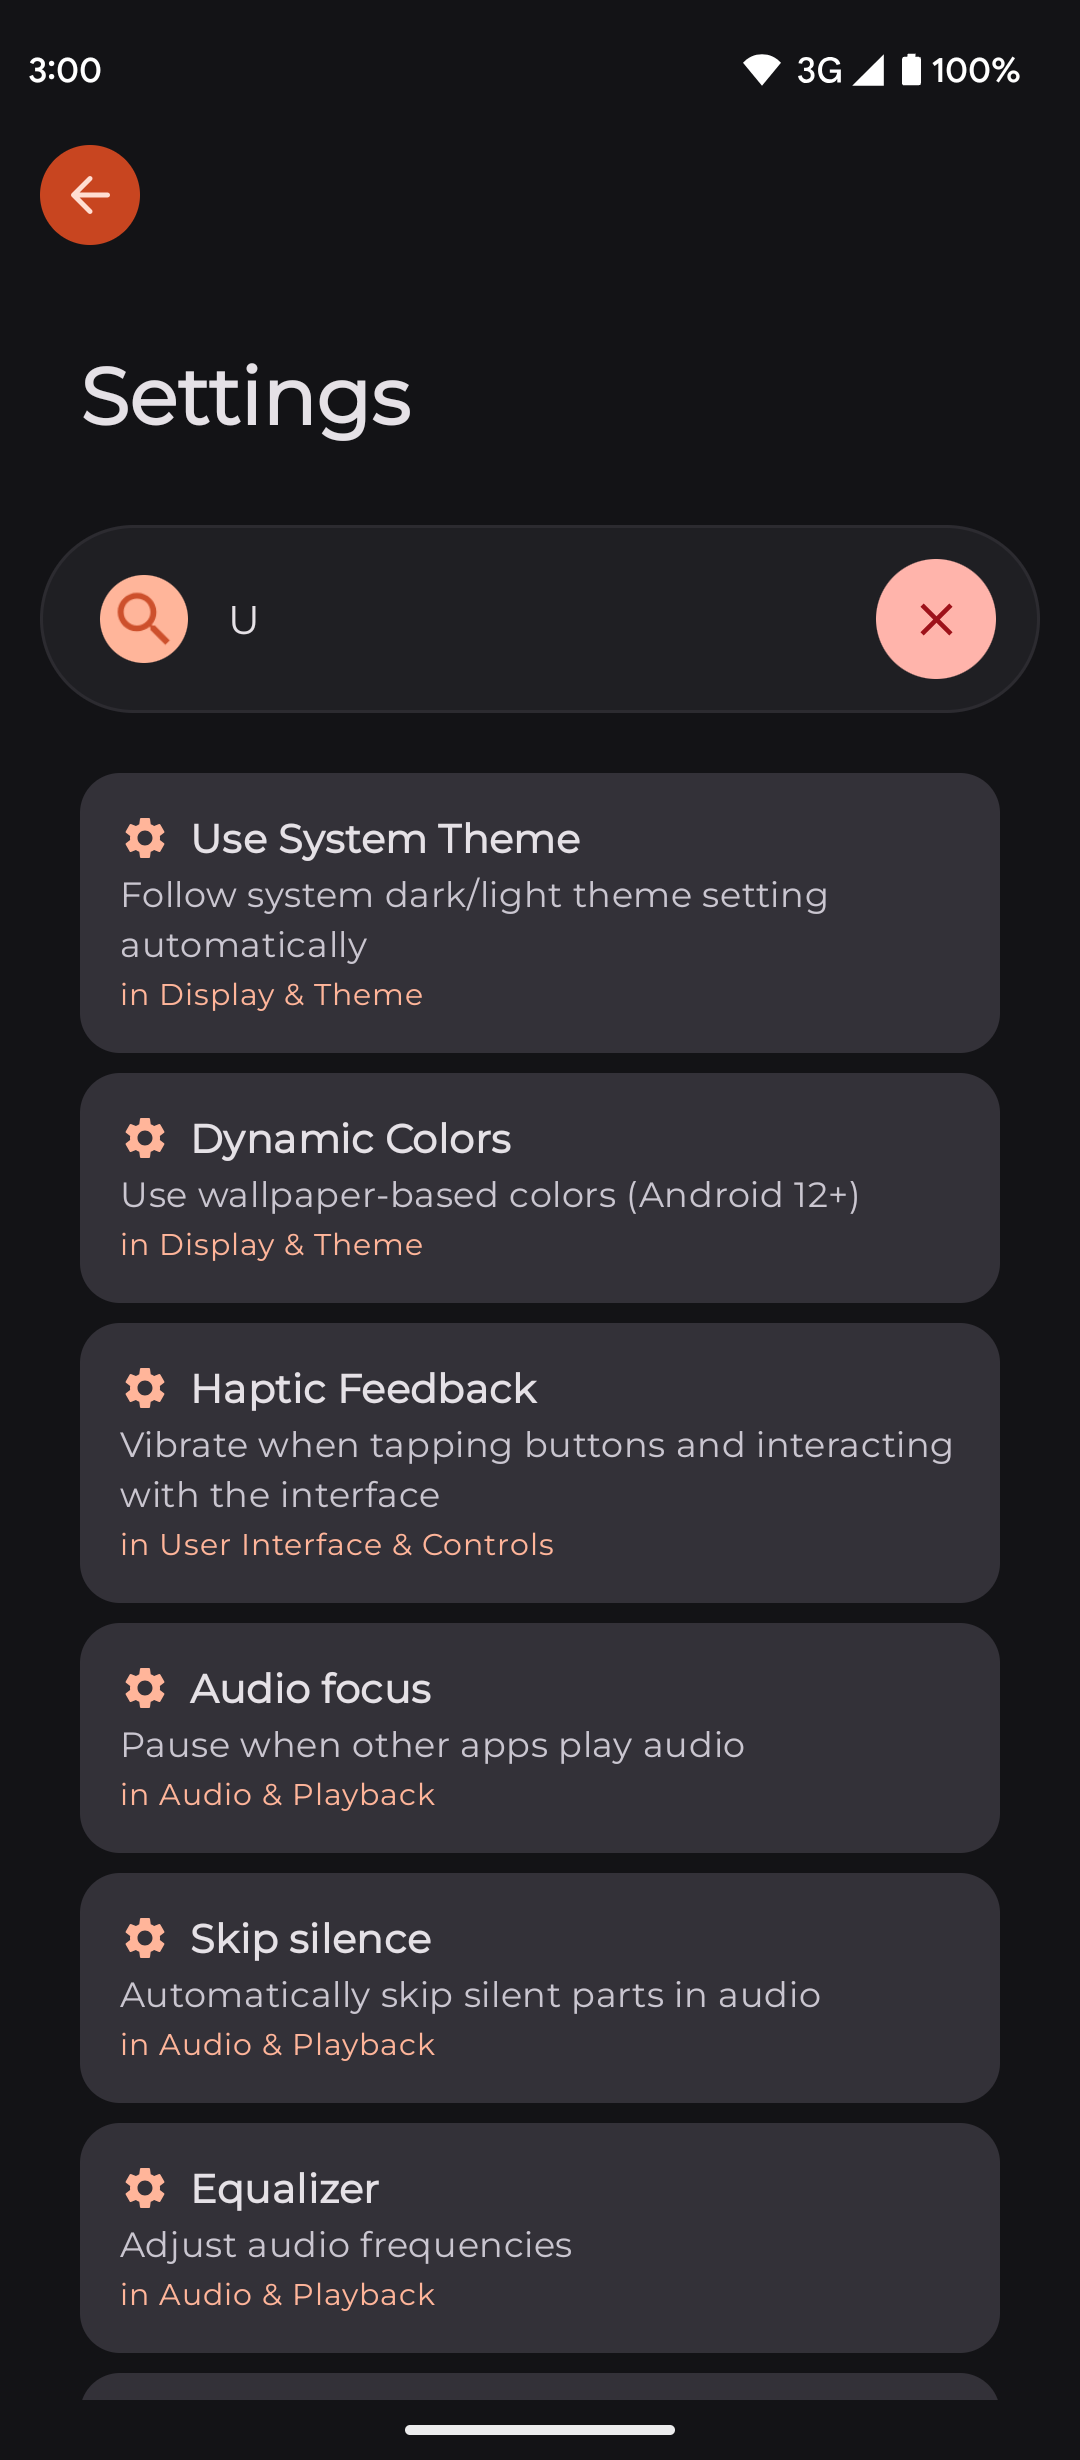 3:00
3G 100%
Settings
U
Use System Theme
Follow system dark/light theme setting
automatically
in Display & Theme
Dynamic Colors
Use wallpaper-based colors (Android 12+)
in Display & Theme
Haptic Feedback
Vibrate when tapping buttons and interacting
with the interface
in User Interface & Controls
Audio focus
Pause when other apps play audio
in Audio & Playback
Skip silence
Automatically skip silent parts in audio
in Audio & Playback
Equalizer
Adjust audio frequencies
in Audio & Playback